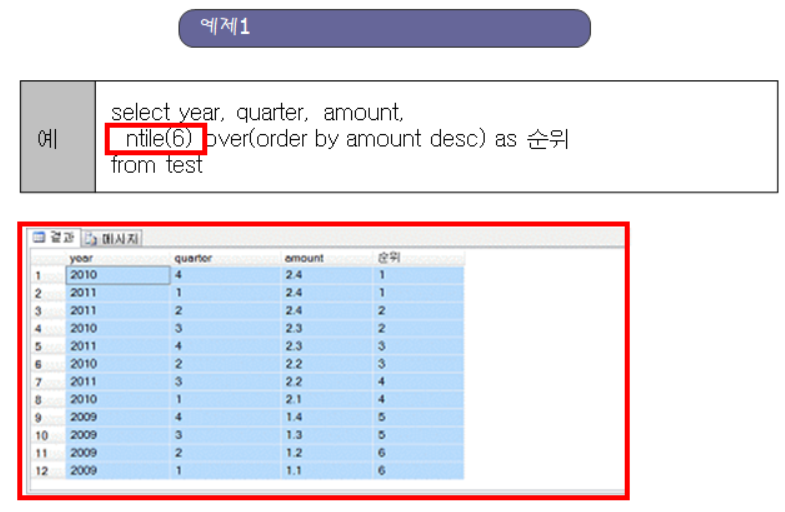 예제1
예
select year, quarter, amount,
ntile(6) over(order by amount desc) as 순위
from test
결과 메시지
year quarter amount 순위
1 2010 4 2.4 1
2 2011 1 2.4 1
3 2011 2 2.4 2
4 2010 3 2.3 2
5 2011 4 2.3 3
6 2010 2 2.2 3
7 2011 3 2.2 4
8 2010 1 2.1 4
9 2009 4 1.4 5
10 2009 3 1.3 5
11 2009 2 1.2 6
12 2009 1 1.1 6